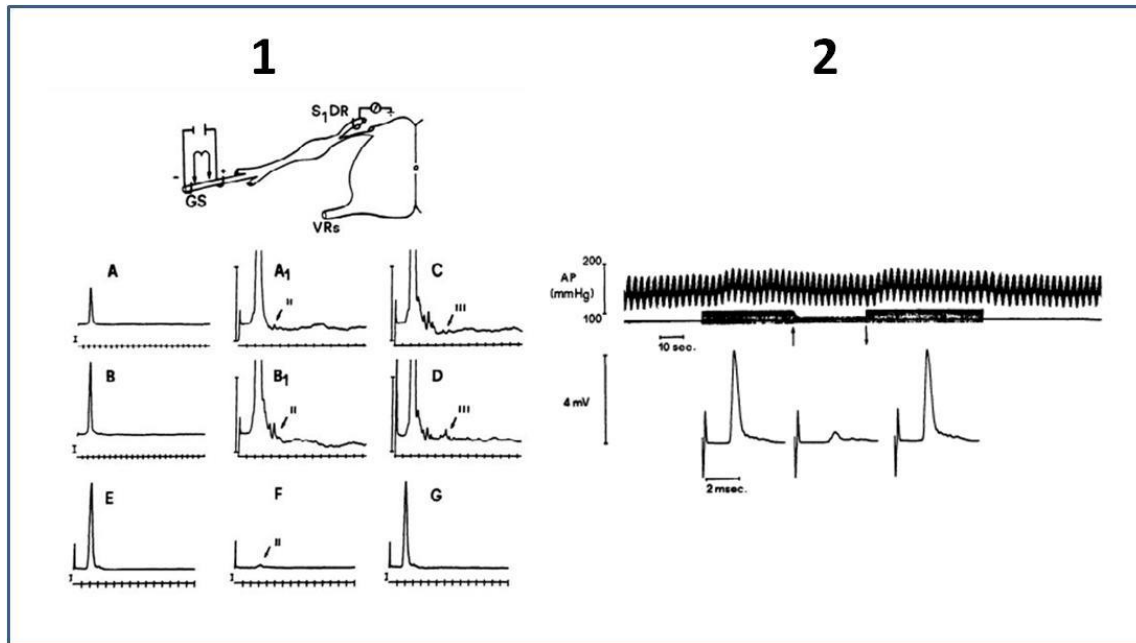 1
2
S1DR
GS
VRs
A
A1
II
C
III
B
B1
II
D
III
E
F
II
G
200
AP
(mmHg)
100
10 sec.
4 mV
2 msec.